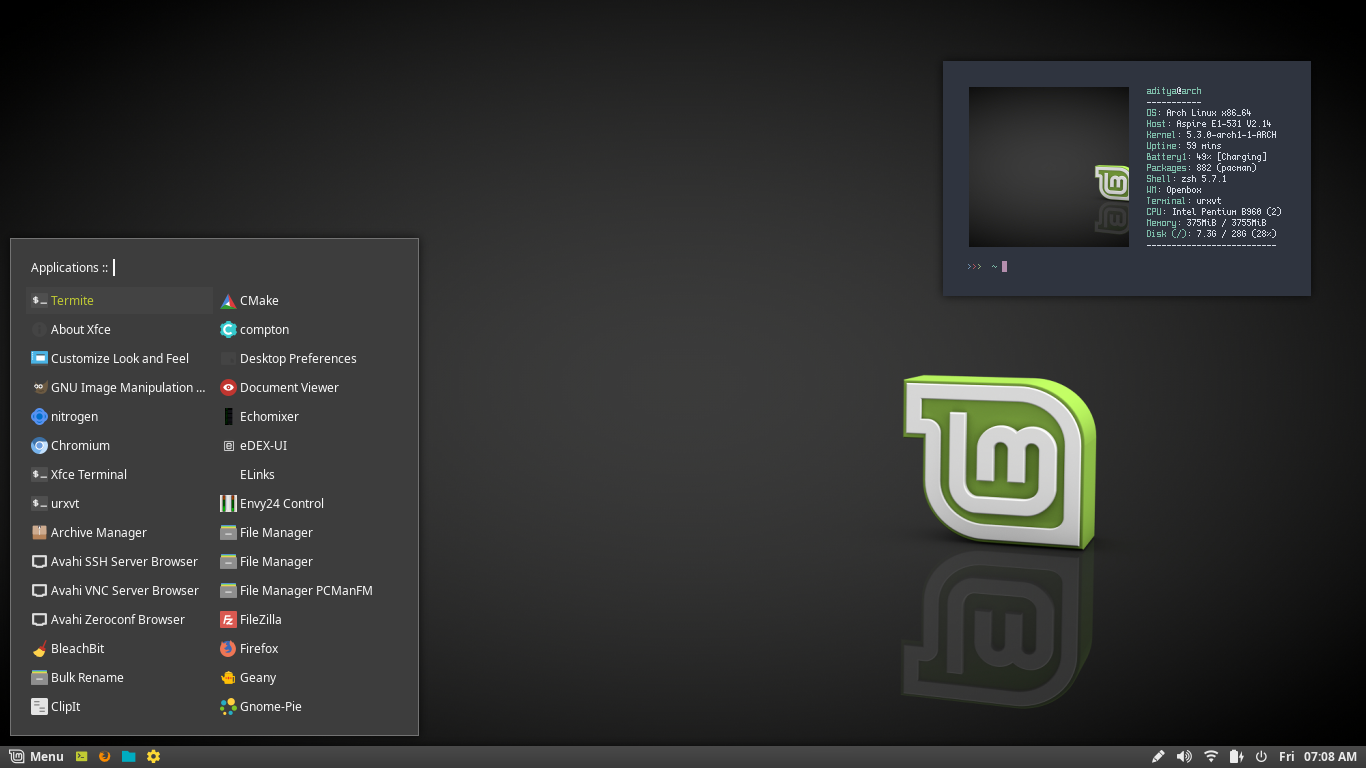 aditya@arch
-----------
OS: Arch Linux x86_64
Host: Aspire E1-531 V2.14
Kernel: 5.3.0-arch1-1-ARCH
Uptime: 59 mins
Battery1: 49% [Charging]
Packages: 882 (pacman)
Shell: zsh 5.7.1
WM: Openbox
Terminal: urxvt
CPU: Intel Pentium B960 (2)
Memory: 375MiB / 3755MiB
Disk (/): 7.3G / 28G (28%)
--------------------------
>>> ~
Applications ::
Termite
About Xfce
Customize Look and Feel
GNU Image Manipulation ...
nitrogen
Chromium
Xfce Terminal
urxvt
Archive Manager
Avahi SSH Server Browser
Avahi VNC Server Browser
Avahi Zeroconf Browser
BleachBit
Bulk Rename
ClipIt
CMake
compton
Desktop Preferences
Document Viewer
Echomixer
eDEX-UI
ELinks
Envy24 Control
File Manager
File Manager
File Manager PCManFM
FileZilla
Firefox
Geany
Gnome-Pie
Menu
Fri 07:08 AM